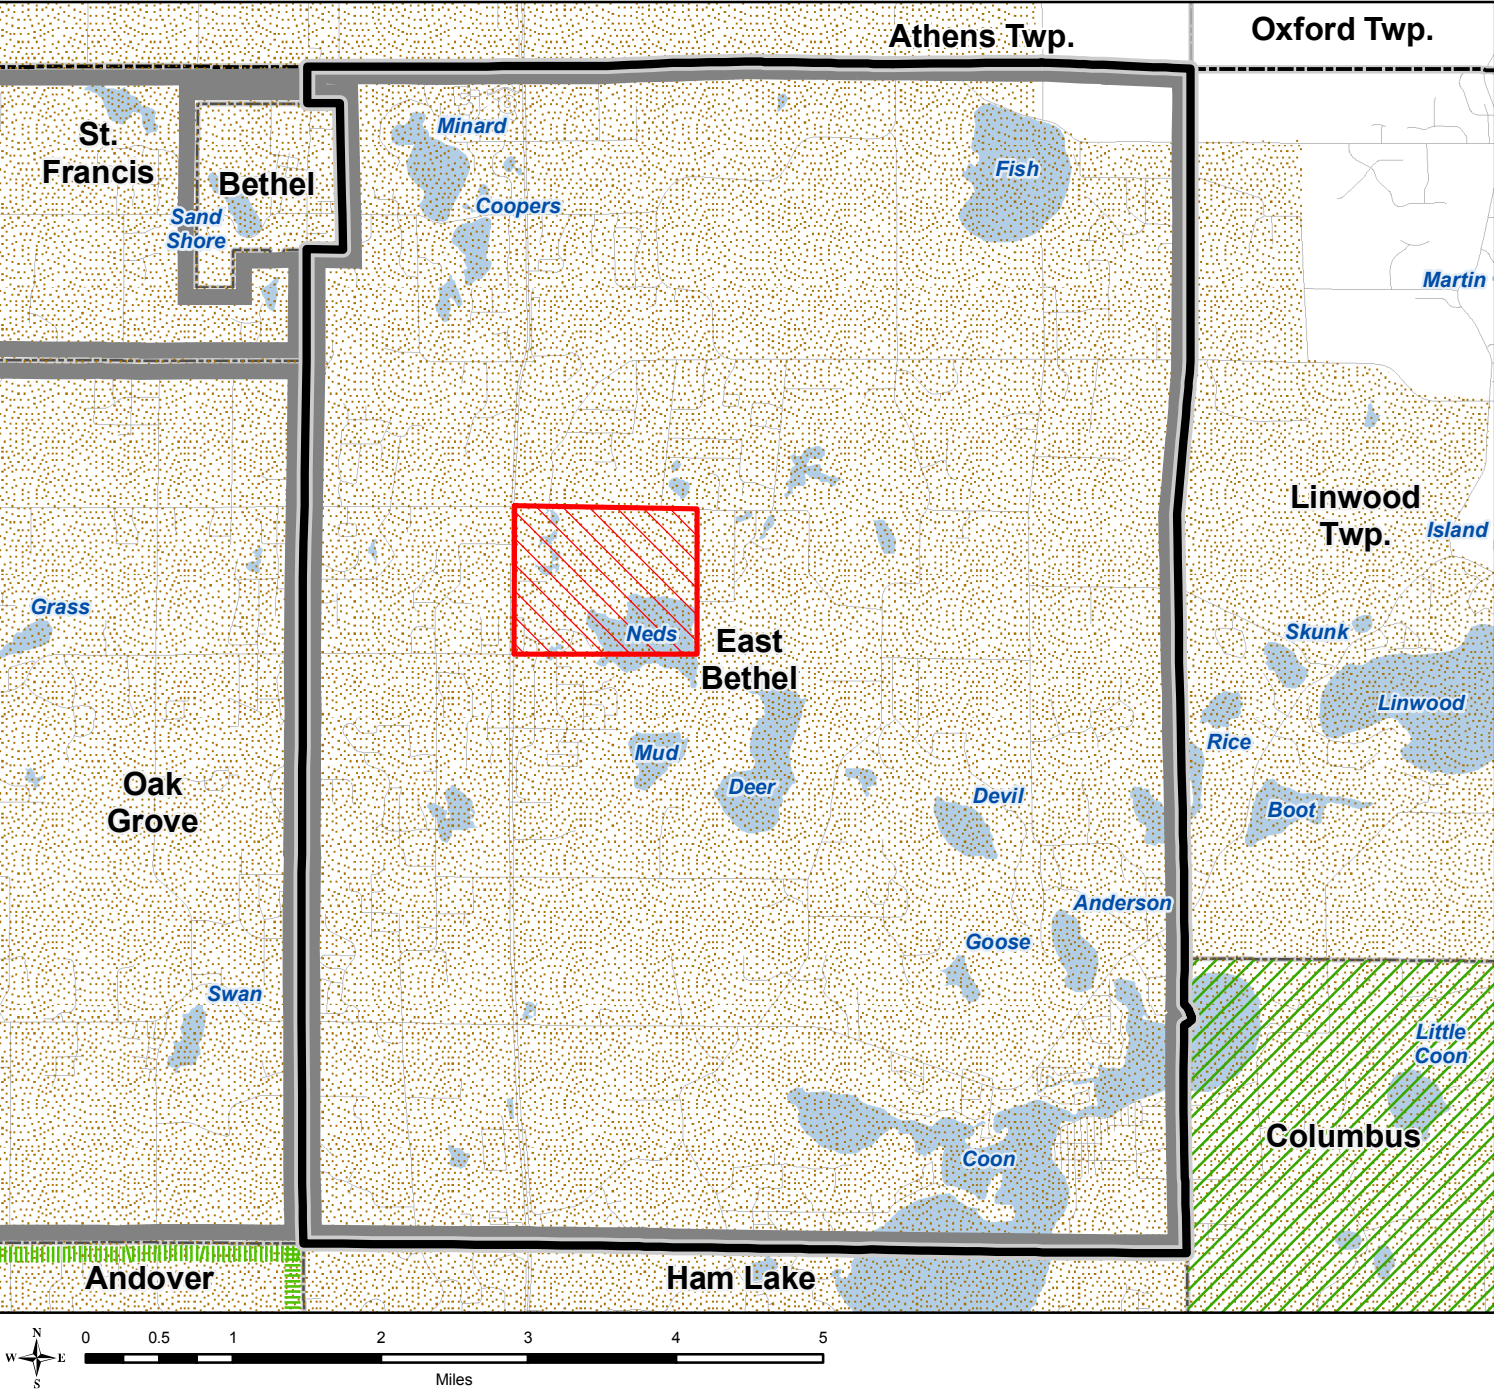 Athens Twp.
Oxford Twp.
St.
Francis
Bethel
Minard
Fish
Coopers
Sand
Shore
Martin
Linwood
Twp.
Island
Grass
Neds
East
Bethel
Skunk
Linwood
Rice
Mud
Deer
Devil
Boot
Oak
Grove
Anderson
Goose
Swan
Little
Coon
Columbus
Coon
Andover
Ham Lake
N
W E
S
0 0.5 1 2 3 4 5
Miles